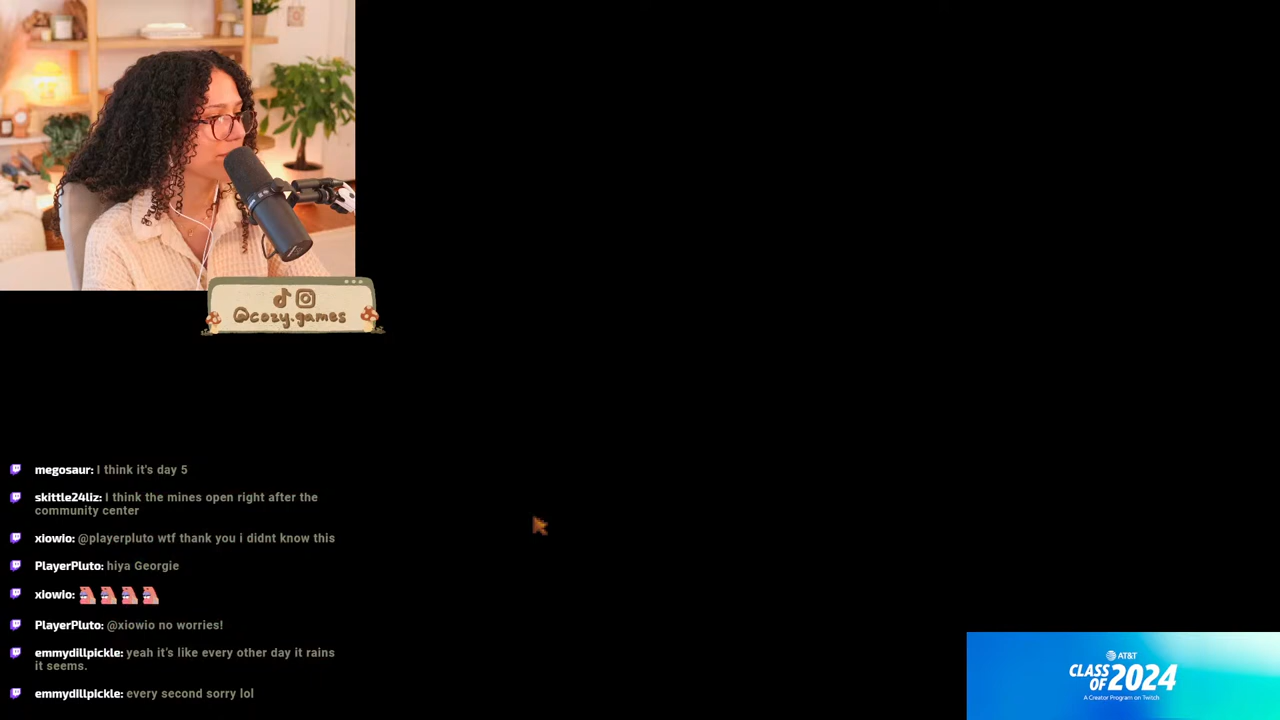 @cozy.games
megosaur: I think it's day 5
skittle24liz: I think the mines open right after the
community center
xiowio: @playerpluto wtf thank you i didnt know this
PlayerPluto: hiya Georgie
xiowio:
PlayerPluto: @xiowio no worries!
emmydillpickle: yeah it's like every other day it rains
it seems.
emmydillpickle: every second sorry lol
AT&T
CLASS
OF 2024
A Creator Program on Twitch